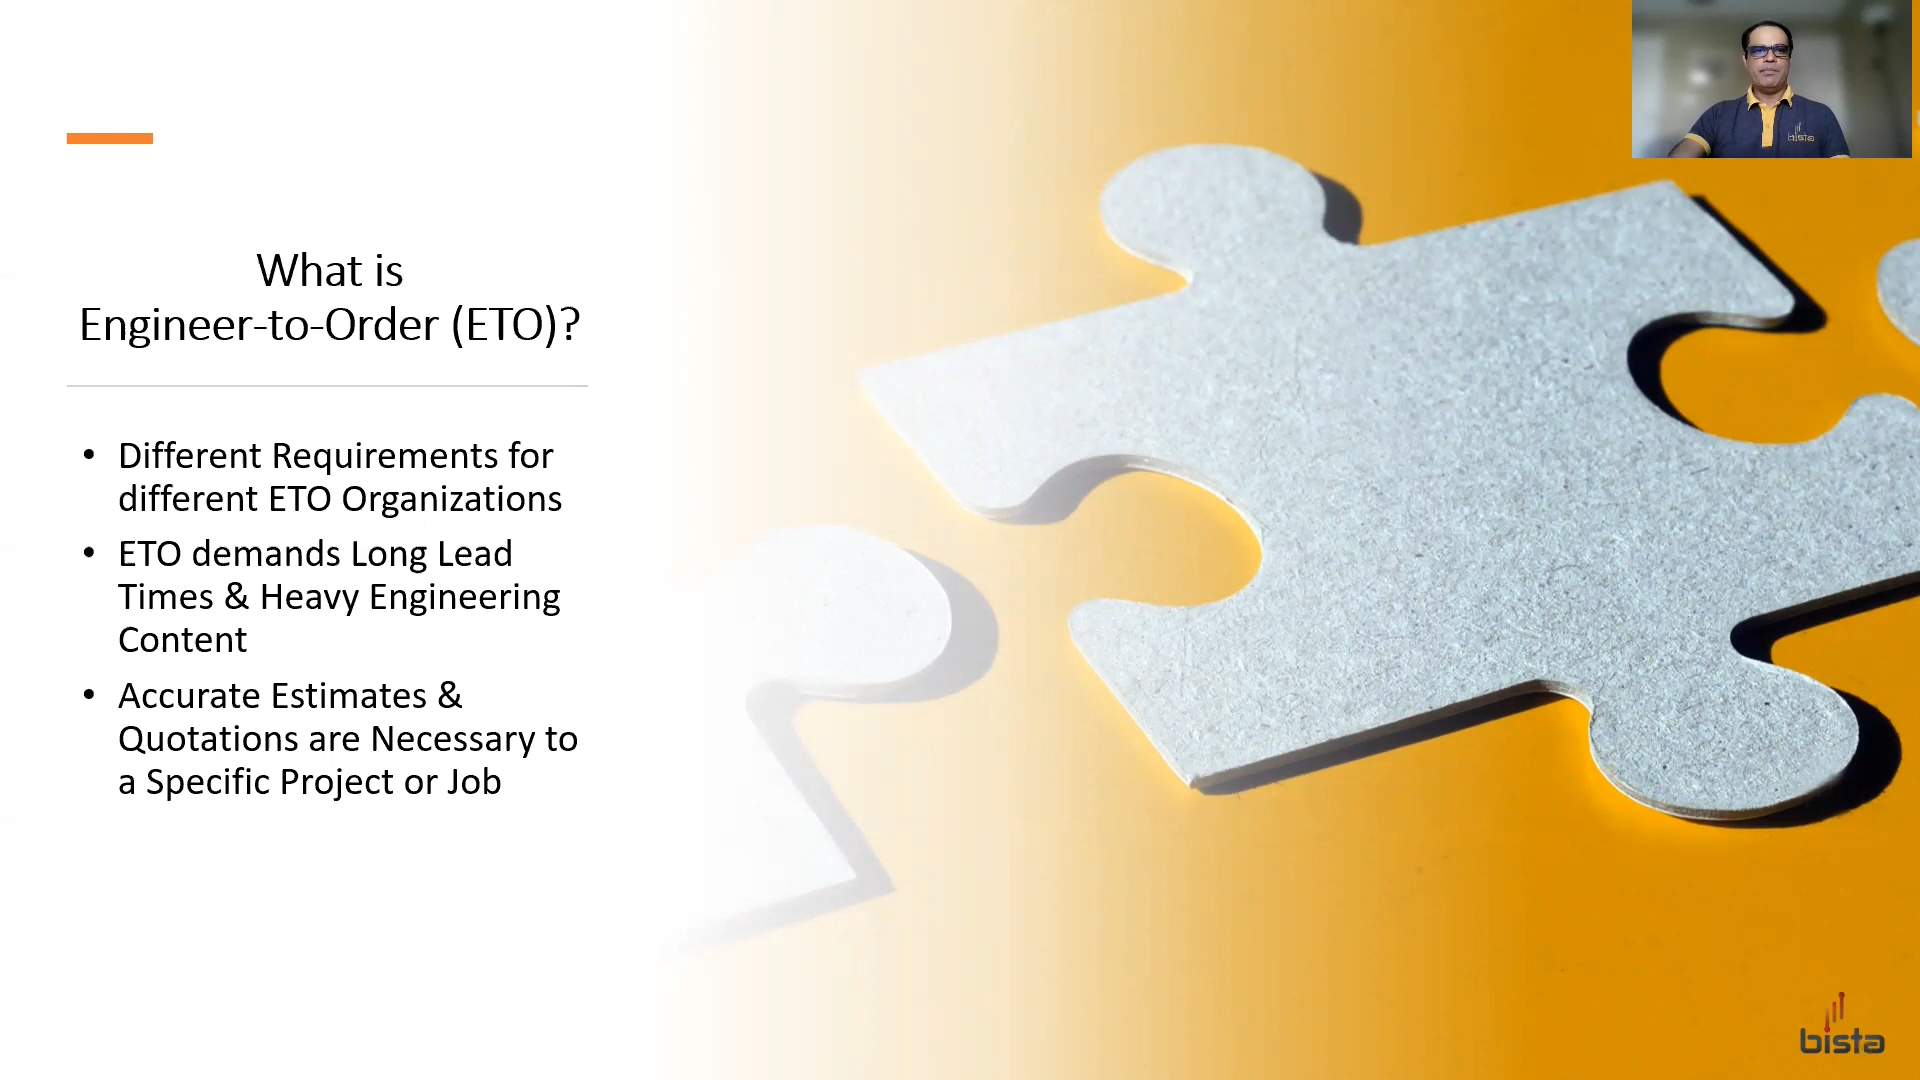 What is
Engineer-to-Order (ETO)?
• Different Requirements for
different ETO Organizations
• ETO demands Long Lead
Times & Heavy Engineering
Content
• Accurate Estimates &
Quotations are Necessary to
a Specific Project or Job
bista
bista